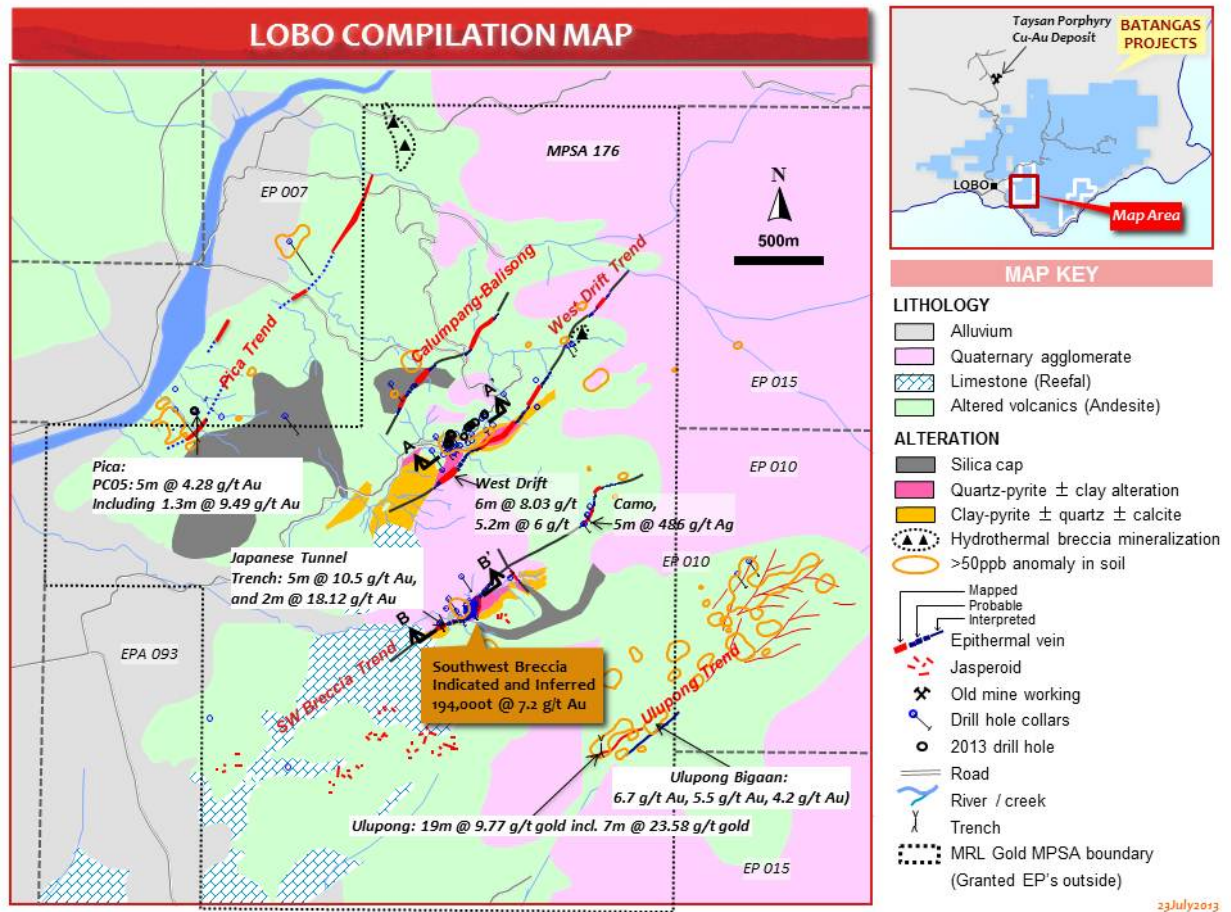 LOBO COMPILATION MAP
Taysan Porphyry
Cu-Au Deposit
BATANGAS
PROJECTS
LOBO
Map Area
MPSA 176
EP 007
N
500m
Pica Trend
Calumpang-Balisong
West Drift Trend
EP 015
A'
A
EP 010
Pica:
PC05: 5m @ 4.28 g/t Au
Including 1.3m @ 9.49 g/t Au
West Drift
6m @ 8.03 g/t
5.2m @ 6 g/t
Camo,
5m @ 486 g/t Ag
Japanese Tunnel
Trench: 5m @ 10.5 g/t Au,
and 2m @ 18.12 g/t Au
B'
EP 010
B
EPA 093
SW Breccia Trend
Southwest Breccia
Indicated and Inferred
194,000t @ 7.2 g/t Au
Ulupong Trend
Ulupong Bigaan:
6.7 g/t Au, 5.5 g/t Au, 4.2 g/t Au)
Ulupong: 19m @ 9.77 g/t gold incl. 7m @ 23.58 g/t gold
EP 015
MAP KEY
LITHOLOGY
Alluvium
Quaternary agglomerate
Limestone (Reefal)
Altered volcanics (Andesite)
ALTERATION
Silica cap
Quartz-pyrite ± clay alteration
Clay-pyrite ± quartz ± calcite
Hydrothermal breccia mineralization
>50ppb anomaly in soil
Mapped
Probable
Interpreted
Epithermal vein
Jasperoid
Old mine working
Drill hole collars
2013 drill hole
Road
River / creek
Trench
MRL Gold MPSA boundary
(Granted EP's outside)
23July2013